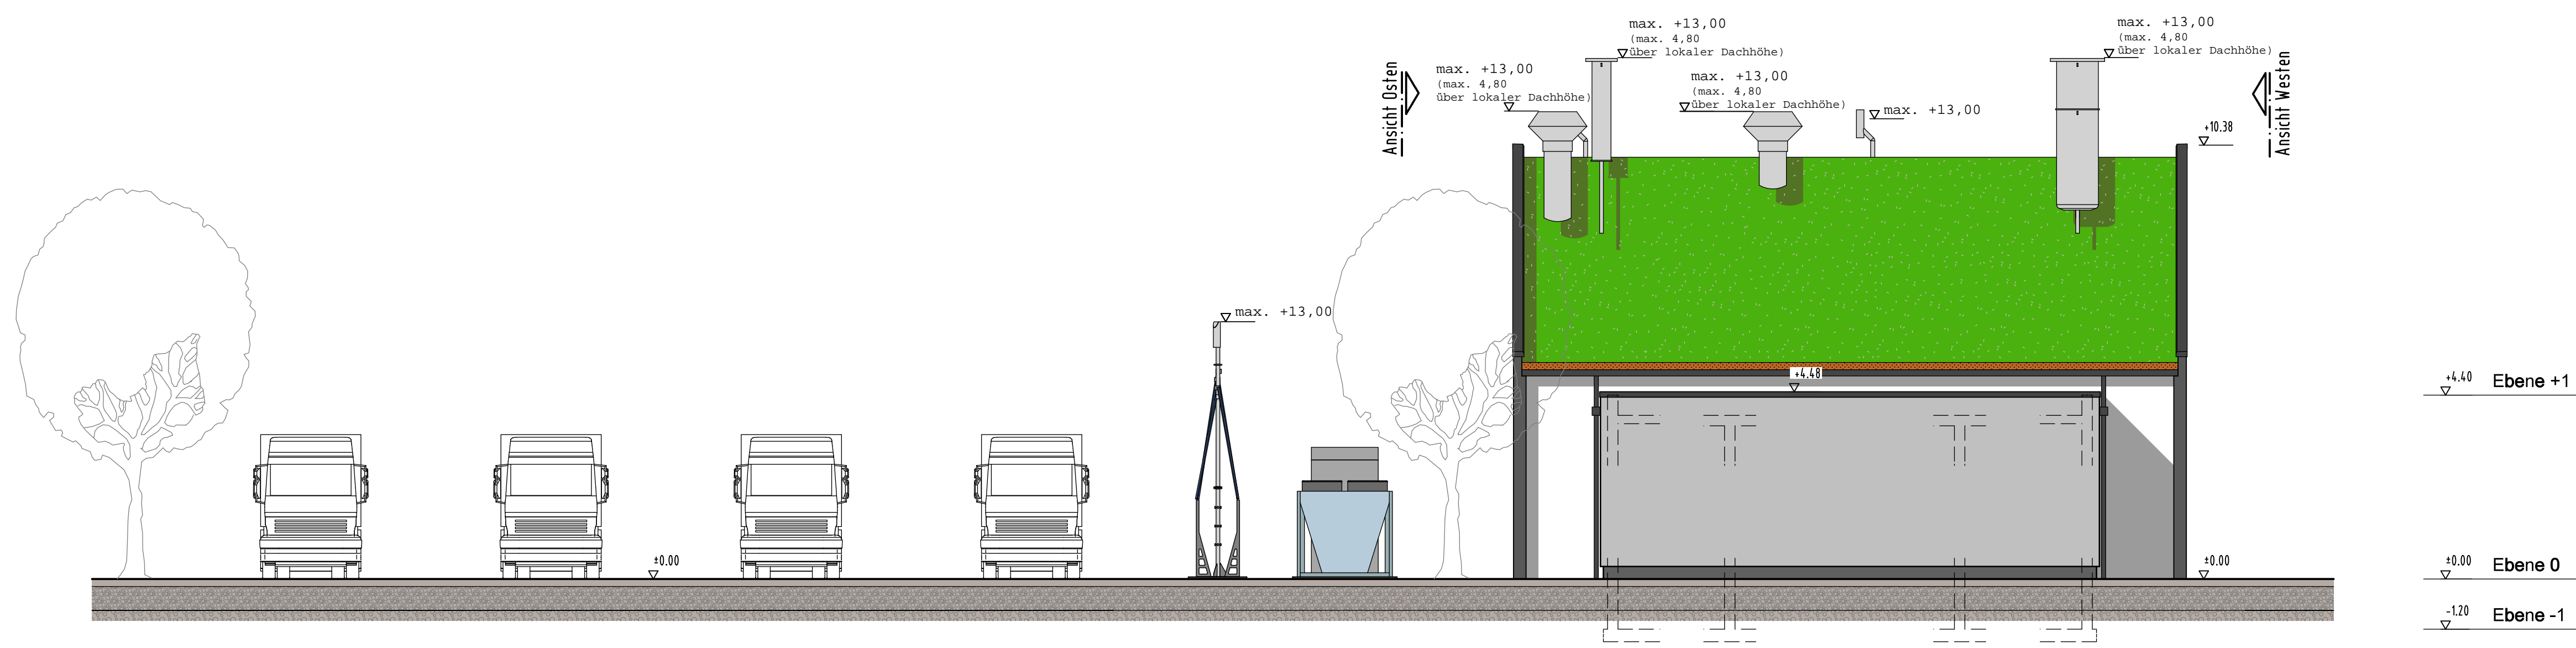 max. +13,00
(max. 4,80
über lokaler Dachhöhe)
max. +13,00
(max. 4,80
über lokaler Dachhöhe)
Ansicht Osten
max. +13,00
(max. 4,80
über lokaler Dachhöhe)
max. +13,00
(max. 4,80
über lokaler Dachhöhe)
max. +13,00
Ansicht Westen
+10.38
max. +13,00
+4.48
+4.40
Ebene +1
±0.00
±0.00
±0.00
Ebene 0
-1.20
Ebene -1